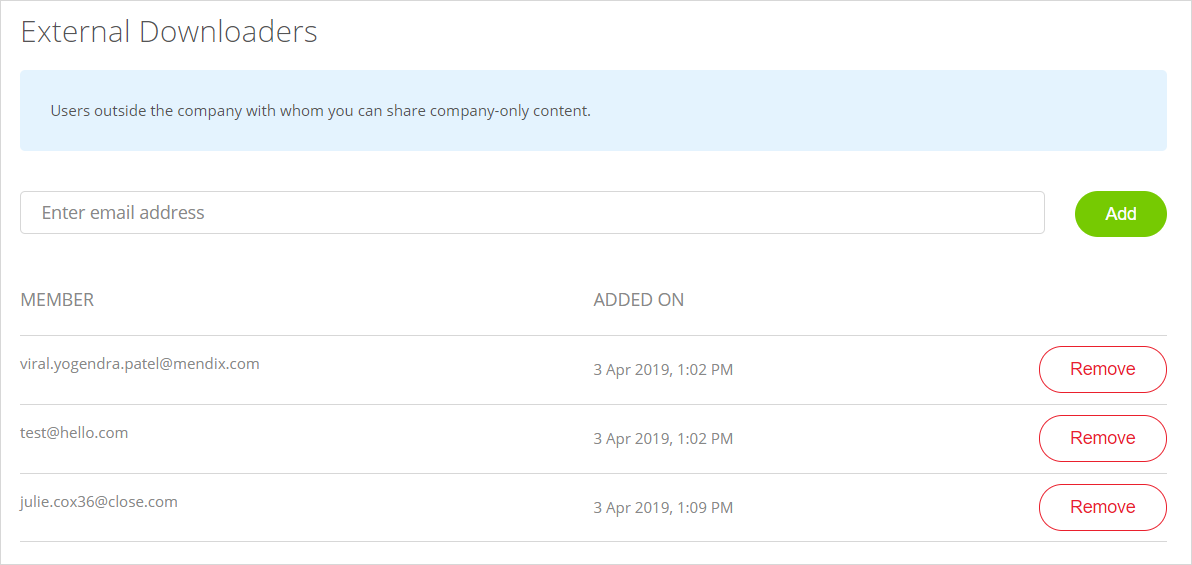 External Downloaders
Users outside the company with whom you can share company-only content.
Enter email address
Add
MEMBER ADDED ON
viral.yogendra.patel@mendix.com 3 Apr 2019, 1:02 PM Remove
test@hello.com 3 Apr 2019, 1:02 PM Remove
julie.cox36@close.com 3 Apr 2019, 1:09 PM Remove